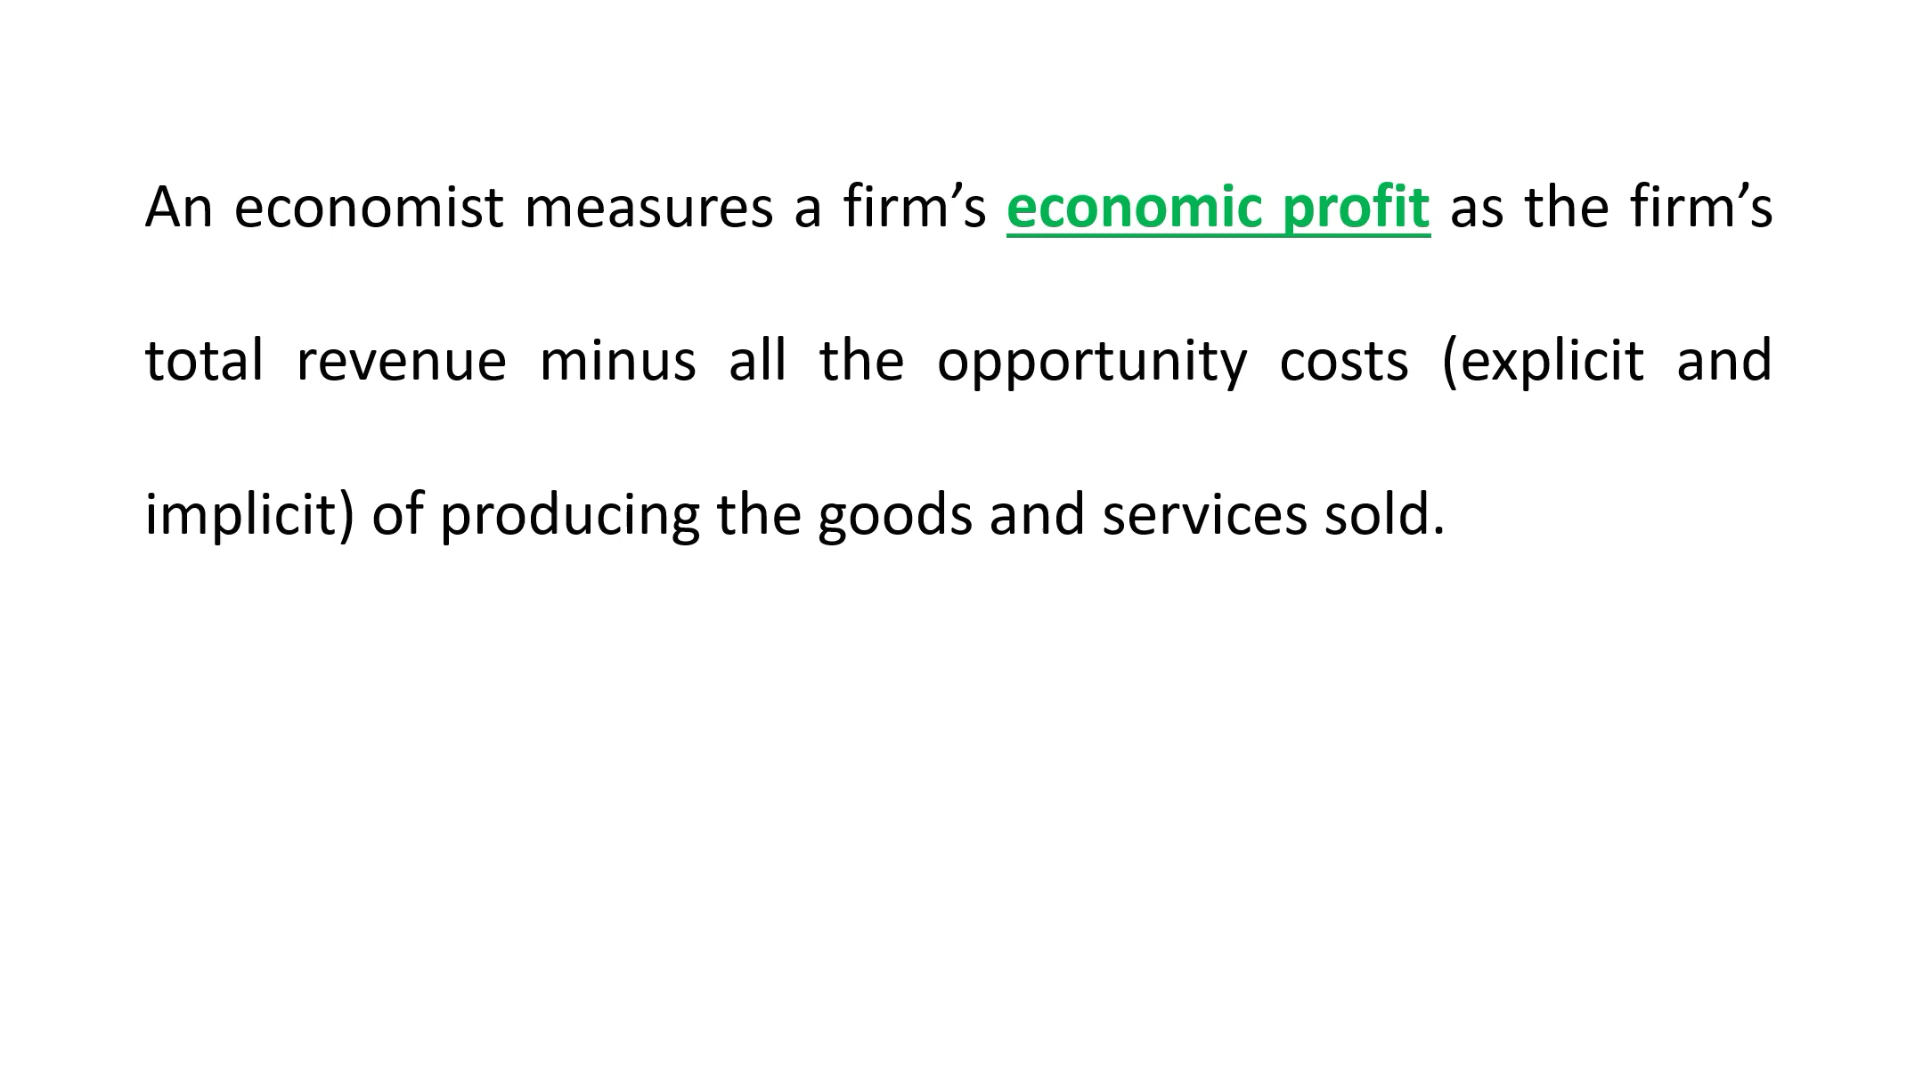 An economist measures a firm’s economic profit as the firm’s
total revenue minus all the opportunity costs (explicit and
implicit) of producing the goods and services sold.